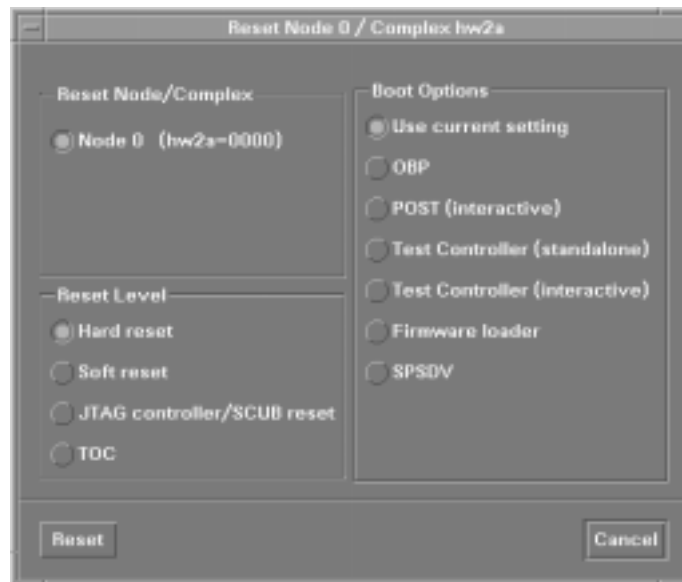 Reset Node 0 / Complex hw2a
Reset Node/Complex
Node 0 (hw2a-0000)
Reset Level
Hard reset
Soft reset
JTAG controller/SCUB reset
TOC
Boot Options
Use current setting
OBP
POST (interactive)
Test Controller (standalone)
Test Controller (interactive)
Firmware loader
SPSDV
Reset
Cancel